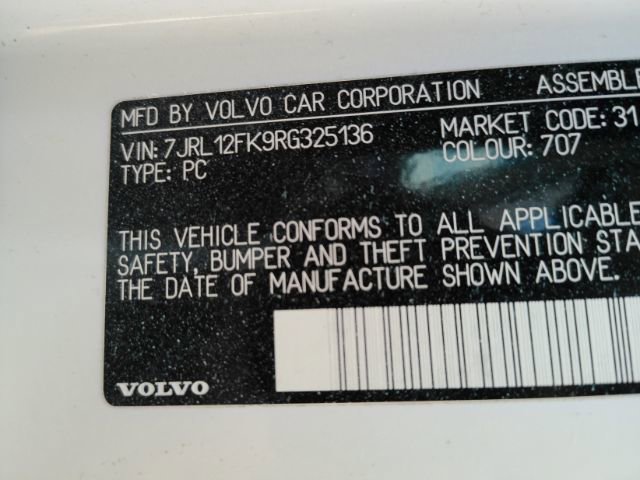 MFD BY VOLVO CAR CORPORATION ASSEMBLE
MARKET CODE: 31
VIN: 7JRL12FK9RG325136 COLOUR: 707
TYPE: PC
THIS VEHICLE CONFORMS TO ALL APPLICABLE
SAFETY, BUMPER AND THEFT PREVENTION STA
THE DATE OF MANUFACTURE SHOWN ABOVE.
VOLVO